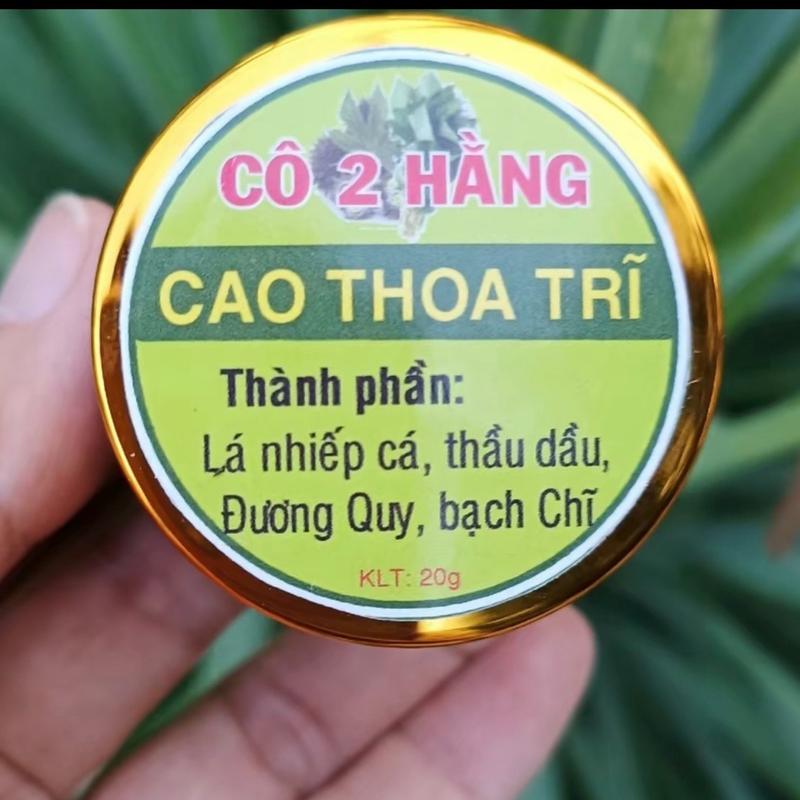 CÔ 2 HẰNG
CAO THOA TRĨ
Thành phần:
Lá nhiếp cá, thầu dầu,
Đương Quy, bạch Chĩ
KLT: 20g